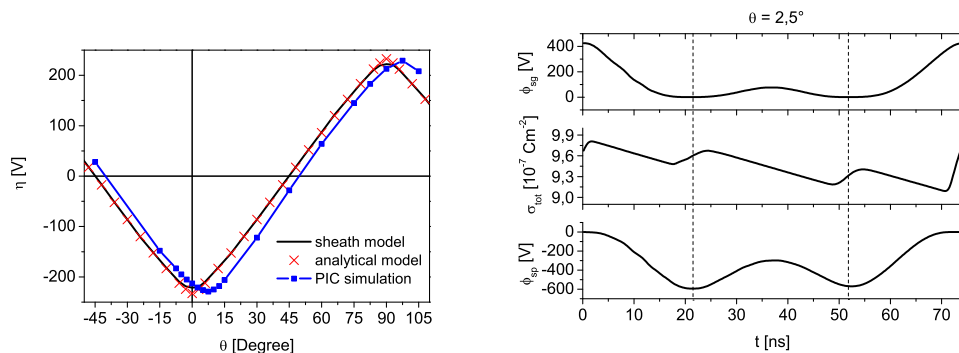 200
100
0
-100
-200
η [V]
-45 -30 -15 0 15 30 45 60 75 90 105
θ [Degree]
sheath model
analytical model
PIC simulation
θ = 2,5°
400
200
0
ϕsg [V]
9,9
9,6
9,3
9,0
σtot [10⁻⁷ Cm⁻²]
0
-200
-400
-600
ϕsp [V]
0 10 20 30 40 50 60 70
t [ns]